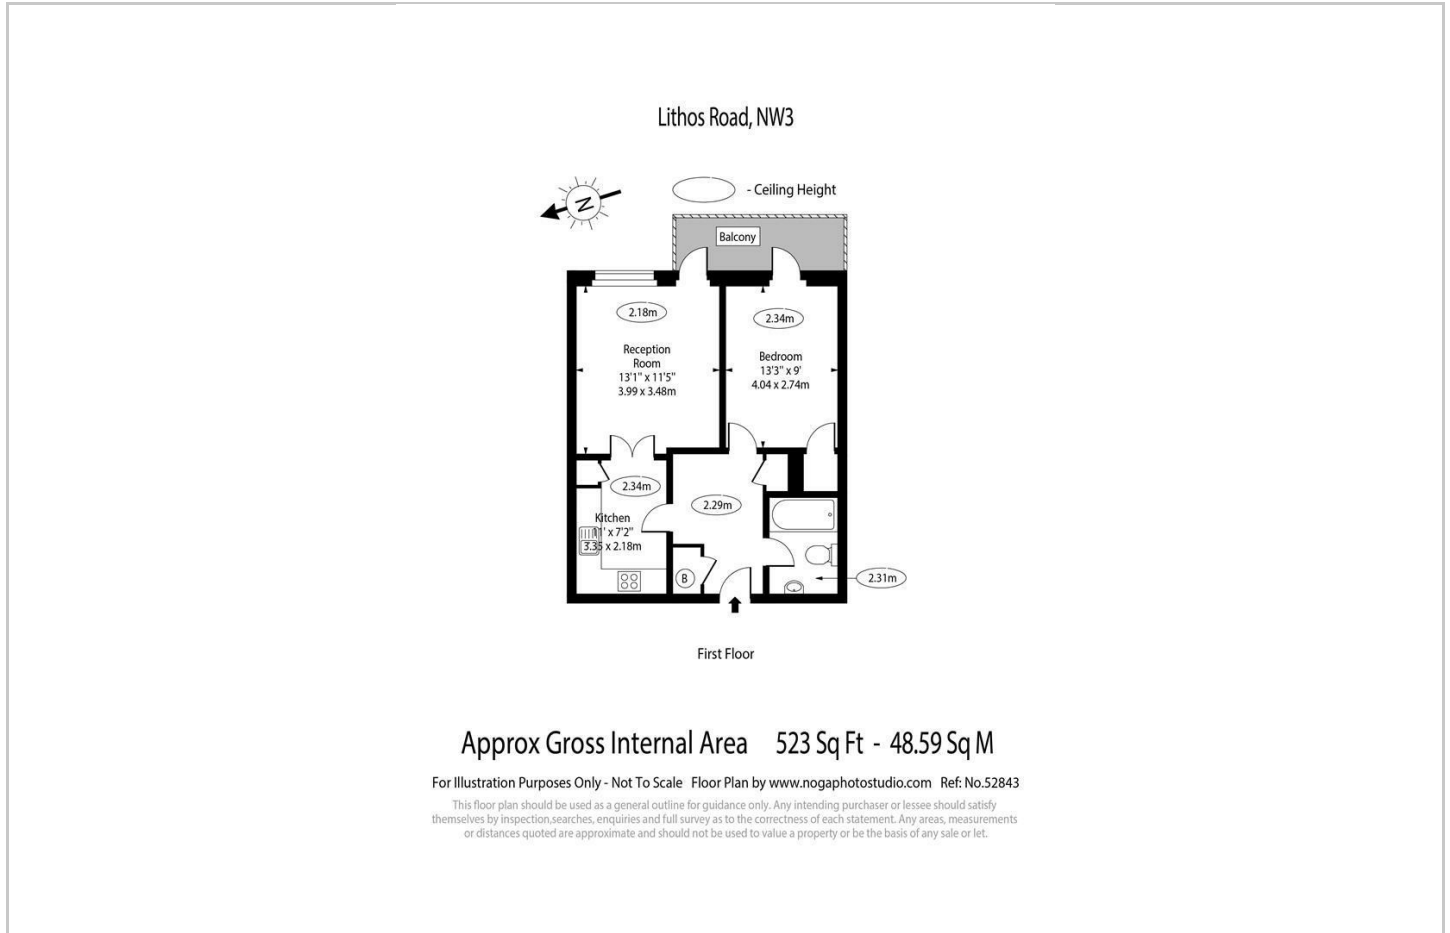 Lithos Road, NW3
N
- Ceiling Height
Balcony
2.18m
2.34m
Reception
Room
13'1" x 11'5"
3.99 x 3.48m
Bedroom
13'3" x 9'
4.04 x 2.74m
2.34m
2.29m
Kitchen
11' x 7'2"
3.35 x 2.18m
B
2.31m
First Floor
Approx Gross Internal Area 523 Sq Ft - 48.59 Sq M
For Illustration Purposes Only - Not To Scale Floor Plan by www.nogaphotostudio.com Ref: No.52843
This floor plan should be used as a general outline for guidance only. Any intending purchaser or lessee should satisfy
themselves by inspection,searches, enquiries and full survey as to the correctness of each statement. Any areas, measurements
or distances quoted are approximate and should not be used to value a property or be the basis of any sale or let.